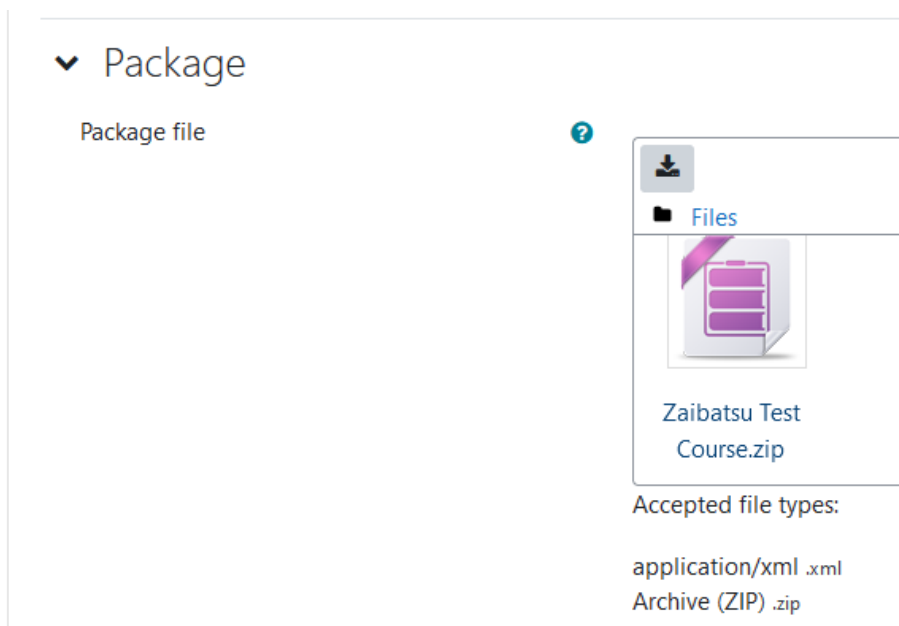 Package
Package file
Files
Zaibatsu Test
Course.zip
Accepted file types:
application/xml .xml
Archive (ZIP) .zip